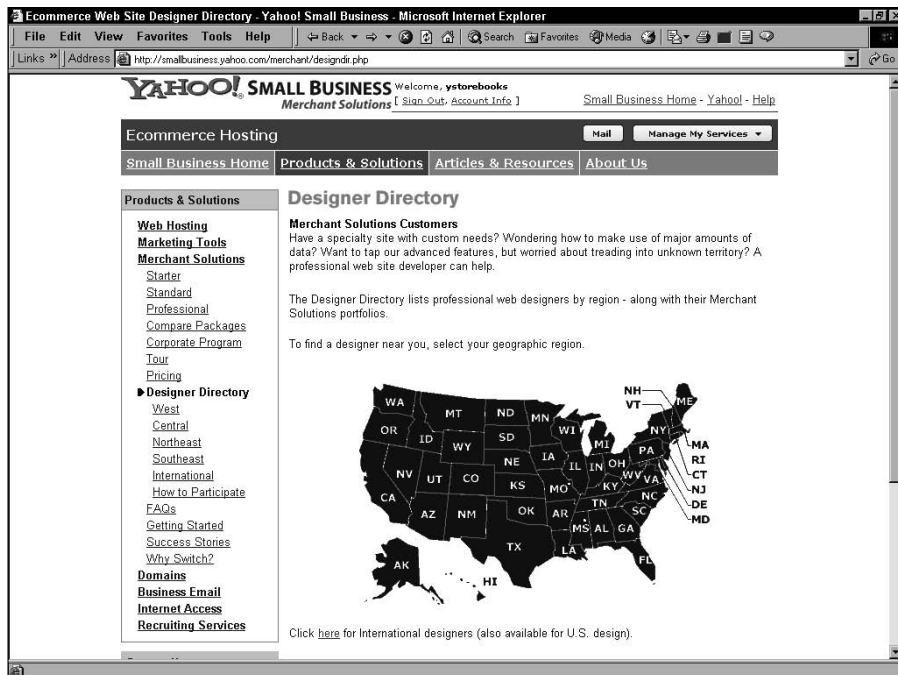 Ecommerce Web Site Designer Directory - Yahoo! Small Business - Microsoft Internet Explorer
File Edit View Favorites Tools Help
Back Search Favorites Media
Links » Address http://smallbusiness.yahoo.com/merchant/designdir.php Go
YAHOO! SMALL BUSINESS Welcome, ystorebooks
Merchant Solutions [ Sign Out, Account Info ] Small Business Home - Yahoo! - Help
Ecommerce Hosting Mail Manage My Services
Small Business Home Products & Solutions Articles & Resources About Us
Products & Solutions
Web Hosting
Marketing Tools
Merchant Solutions
Starter
Standard
Professional
Compare Packages
Corporate Program
Tour
Pricing
Designer Directory
West
Central
Northeast
Southeast
International
How to Participate
FAQs
Getting Started
Success Stories
Why Switch?
Domains
Business Email
Internet Access
Recruiting Services
Designer Directory
Merchant Solutions Customers
Have a specialty site with custom needs? Wondering how to make use of major amounts of
data? Want to tap our advanced features, but worried about treading into unknown territory? A
professional web site developer can help.
The Designer Directory lists professional web designers by region - along with their Merchant
Solutions portfolios.
To find a designer near you, select your geographic region.
WA MT ND MN NH VT ME
OR ID WY SD WI MI NY MA
RI
NV UT CO NE IA IL IN OH PA CT
CA KS MO KY WV VA NJ
AZ NM OK AR TN NC DE
SC MD
TX LA MS AL GA
FL
AK HI
Click here for International designers (also available for U.S. design).